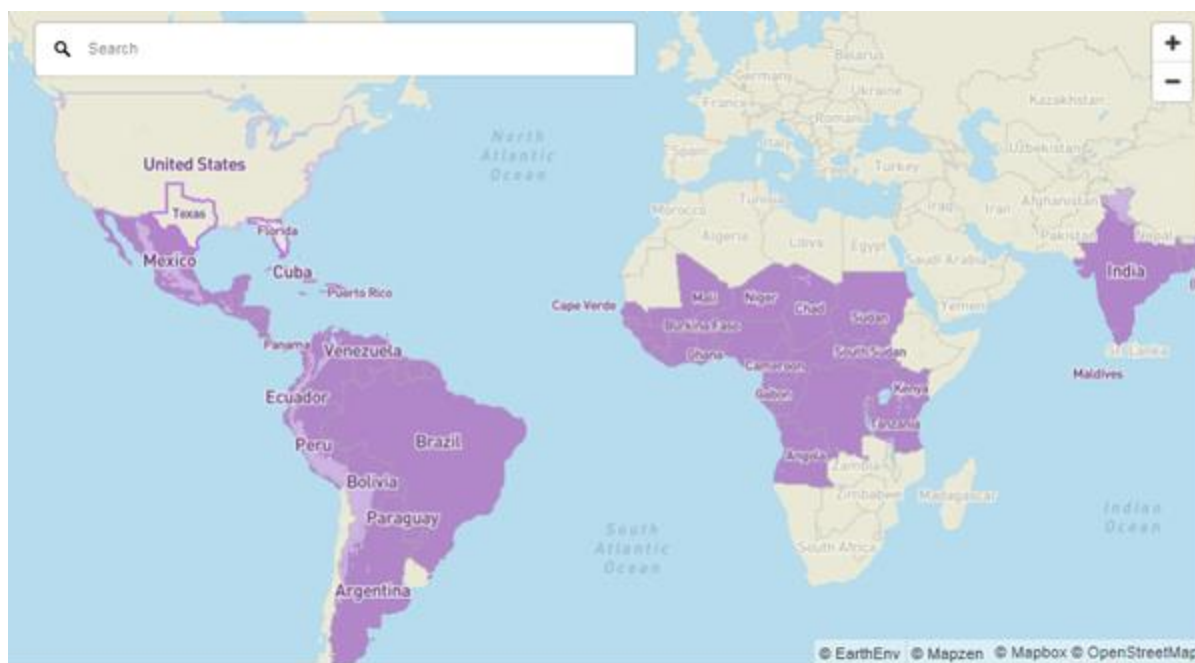 Search
+
−
Belarus
Germany
Ukraine
France
Kazakhstan
Romania
North
Atlantic
Ocean
Italy
Uzbekistan
Spain
Turkey
United States
Tunisia
Iraq
Iran
Afghanistan
Texas
Morocco
Algeria
Libya
Egypt
Pakistan
Nepal
Florida
Saudi Arabia
Mexico
Cuba
India
Puerto Rico
Cape Verde
Mali
Niger
Chad
Sudan
Yemen
Burkina Faso
Panama
Venezuela
Ghana
South Sudan
Sri Lanka
Cameroon
Maldives
Ecuador
Gabon
Kenya
Tanzania
Peru
Brazil
Angola
Zambia
Bolivia
Zimbabwe
Madagascar
Paraguay
South
Atlantic
Ocean
Indian
Ocean
South Africa
Argentina
© EarthEnv © Mapzen © Mapbox © OpenStreetMap